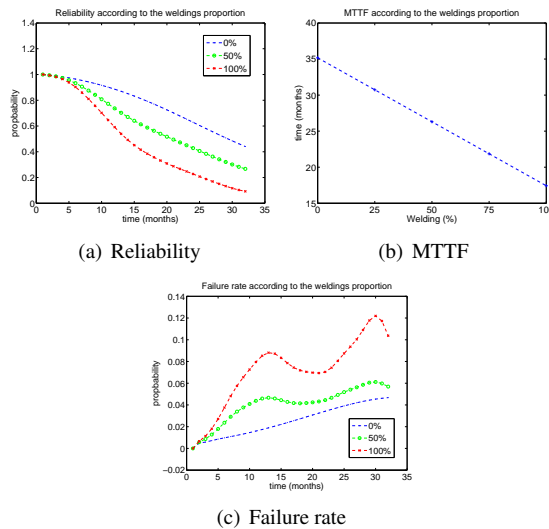 Reliability according to the weldings proportion
propbability
1.4
1.2
1
0.8
0.6
0.4
0.2
0
0 5 10 15 20 25 30 35
time (months)
0%
50%
100%
(a) Reliability
MTTF according to the weldings proportion
time (months)
40
35
30
25
20
15
0 25 50 75 100
Welding (%)
(b) MTTF
Failure rate according to the weldings proportion
propbability
0.14
0.12
0.1
0.08
0.06
0.04
0.02
0
−0.02
0 5 10 15 20 25 30 35
time (months)
0%
50%
100%
(c) Failure rate